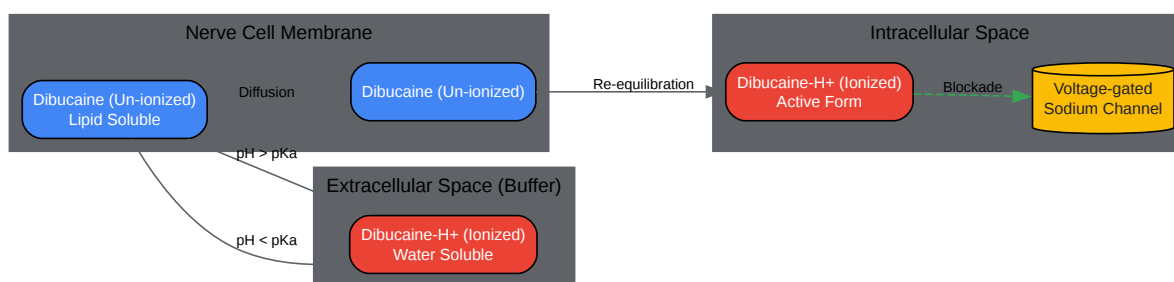 Nerve Cell Membrane
Dibucaine (Un-ionized)
Lipid Soluble
Diffusion
Dibucaine (Un-ionized)
Re-equilibration
Intracellular Space
Dibucaine-H+ (Ionized)
Active Form
Blockade
Voltage-gated
Sodium Channel
pH > pKa
Extracellular Space (Buffer)
Dibucaine-H+ (Ionized)
Water Soluble
pH < pKa